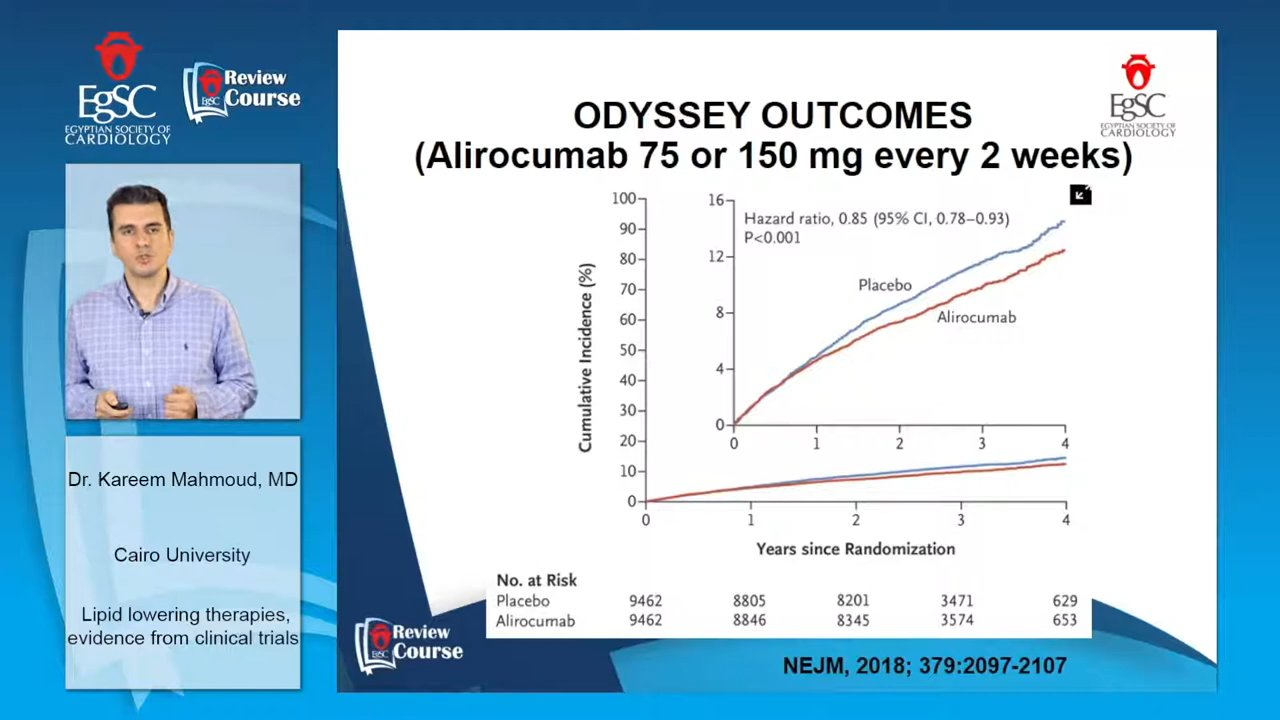 EgSC
EGYPTIAN SOCIETY OF
CARDIOLOGY
EgSC
Review
Course
Dr. Kareem Mahmoud, MD
Cairo University
Lipid lowering therapies,
evidence from clinical trials
EgSC
EGYPTIAN SOCIETY OF
CARDIOLOGY
ODYSSEY OUTCOMES
(Alirocumab 75 or 150 mg every 2 weeks)
Cumulative Incidence (%)
100
90
80
70
60
50
40
30
20
10
0
0 1 2 3 4
16
12
8
4
0
0 1 2 3 4
Hazard ratio, 0.85 (95% CI, 0.78–0.93)
P<0.001
Placebo
Alirocumab
Years since Randomization
No. at Risk
Placebo 9462 8805 8201 3471 629
Alirocumab 9462 8846 8345 3574 653
EgSC
Review
Course
NEJM, 2018; 379:2097-2107